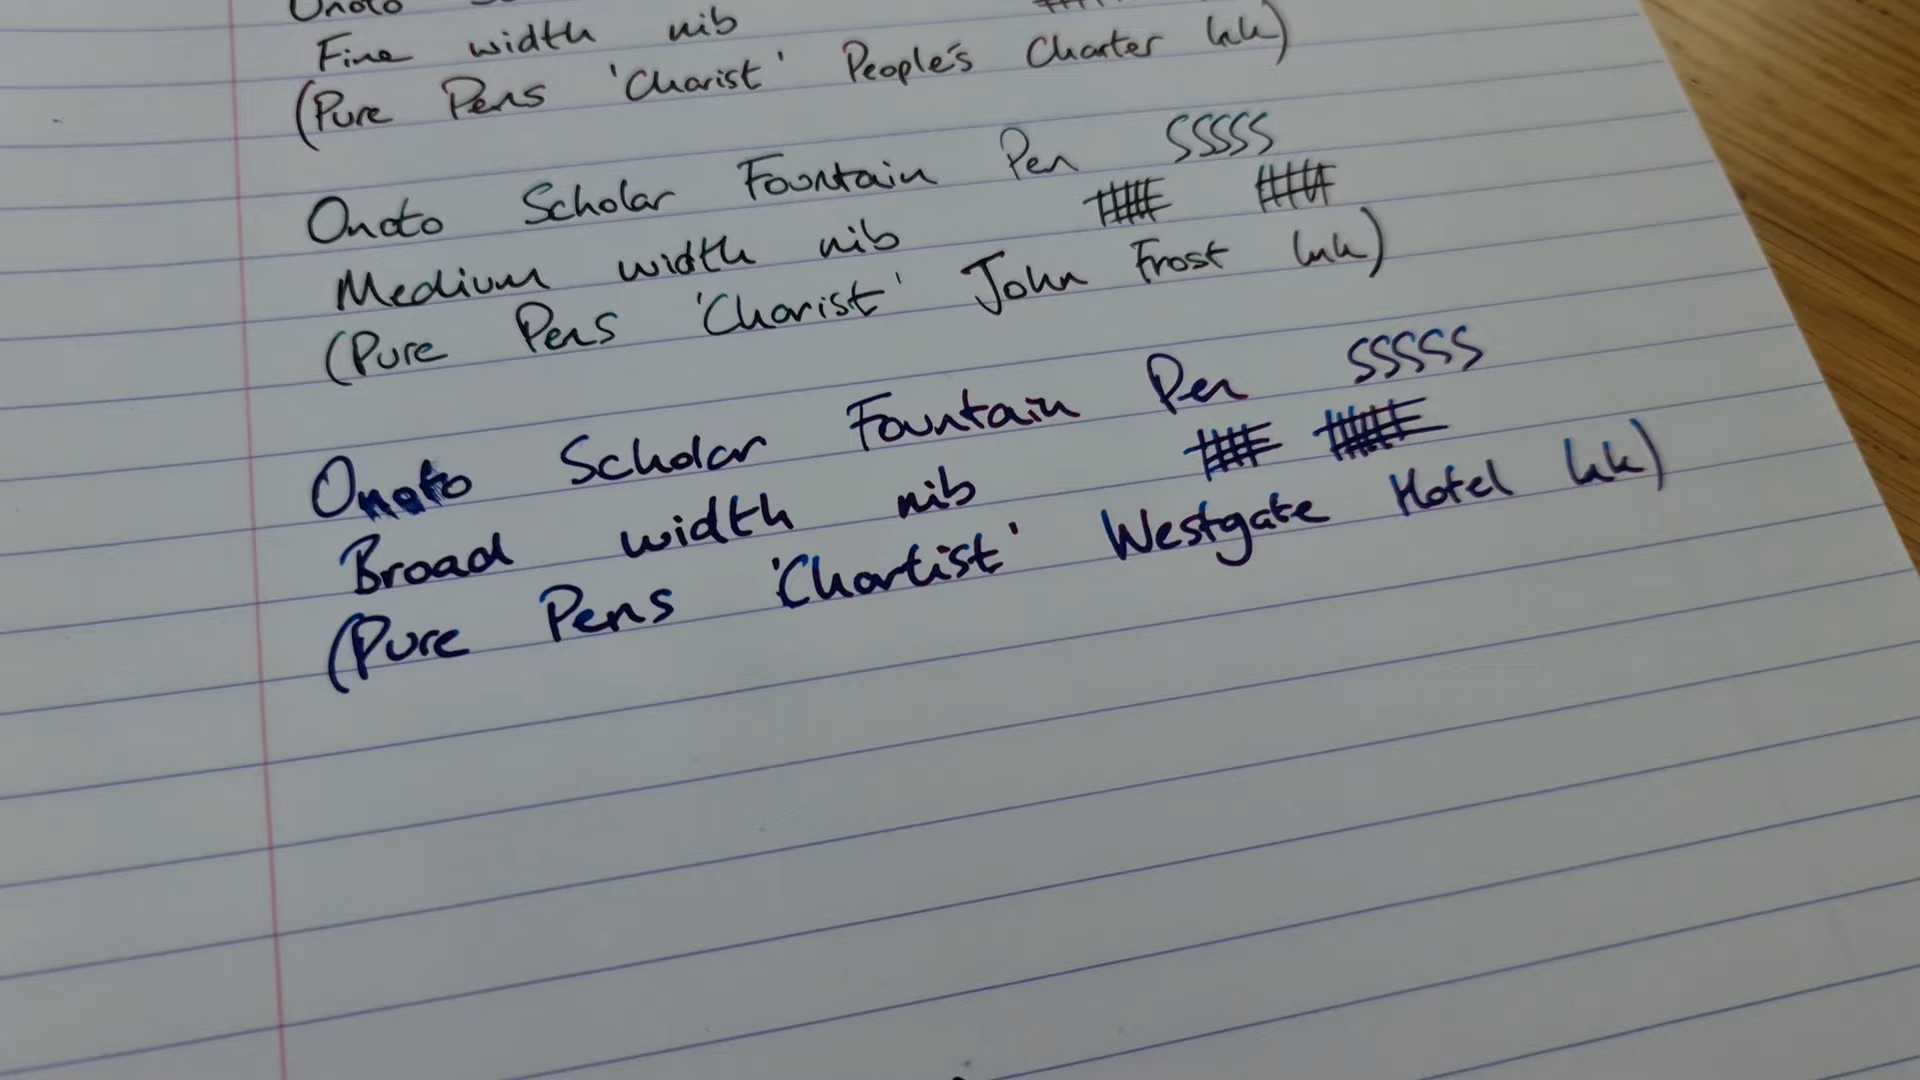 Onoto
Fine width nib
(Pure Pens 'Charist' People's Charter Ink)
Onoto Scholar Fountain Pen SSSSS
Medium width nib
(Pure Pens 'Charist' John Frost Ink)
Onoto Scholar Fountain Pen SSSSS
Broad width nib
(Pure Pens 'Chartist' Westgate Hotel Ink)